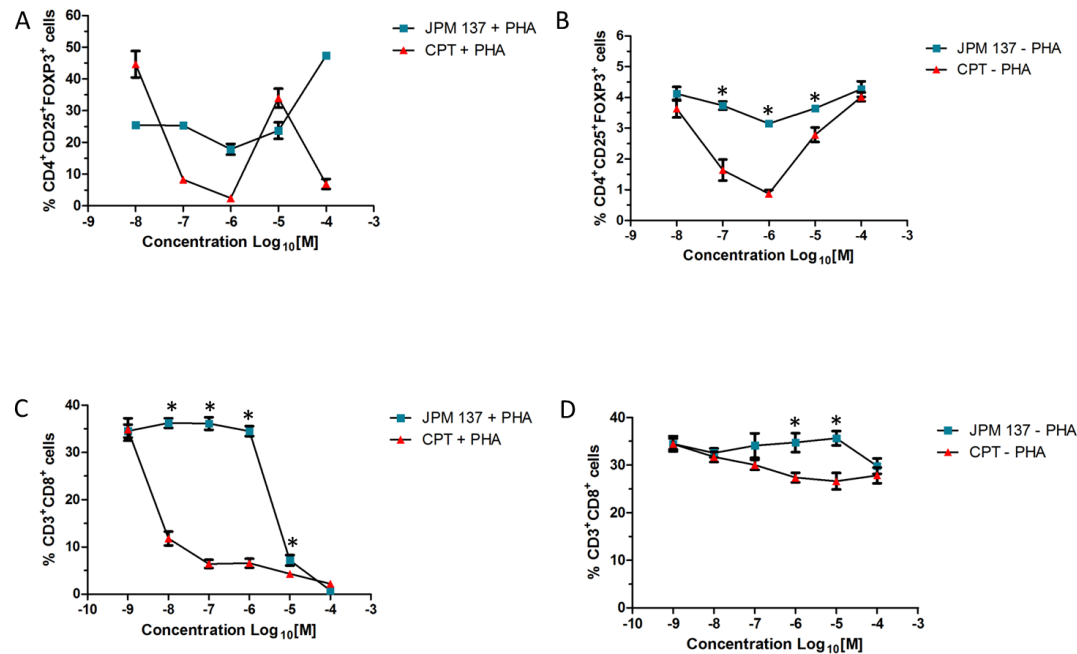 A
% CD4⁺CD25⁺FOXP3⁺ cells
60
50
40
30
20
10
0
-9 -8 -7 -6 -5 -4 -3
Concentration Log₁₀[M]
JPM 137 + PHA
CPT + PHA
B
% CD4⁺CD25⁺FOXP3⁺ cells
6
5
4
3
2
1
0
* * *
-9 -8 -7 -6 -5 -4 -3
Concentration Log₁₀[M]
JPM 137 - PHA
CPT - PHA
C
% CD3⁺CD8⁺ cells
40
30
20
10
0
* * * *
-10 -9 -8 -7 -6 -5 -4 -3
Concentration Log₁₀[M]
JPM 137 + PHA
CPT + PHA
D
% CD3⁺CD8⁺ cells
40
30
20
10
0
* *
-10 -9 -8 -7 -6 -5 -4 -3
Concentration Log₁₀[M]
JPM 137 - PHA
CPT - PHA